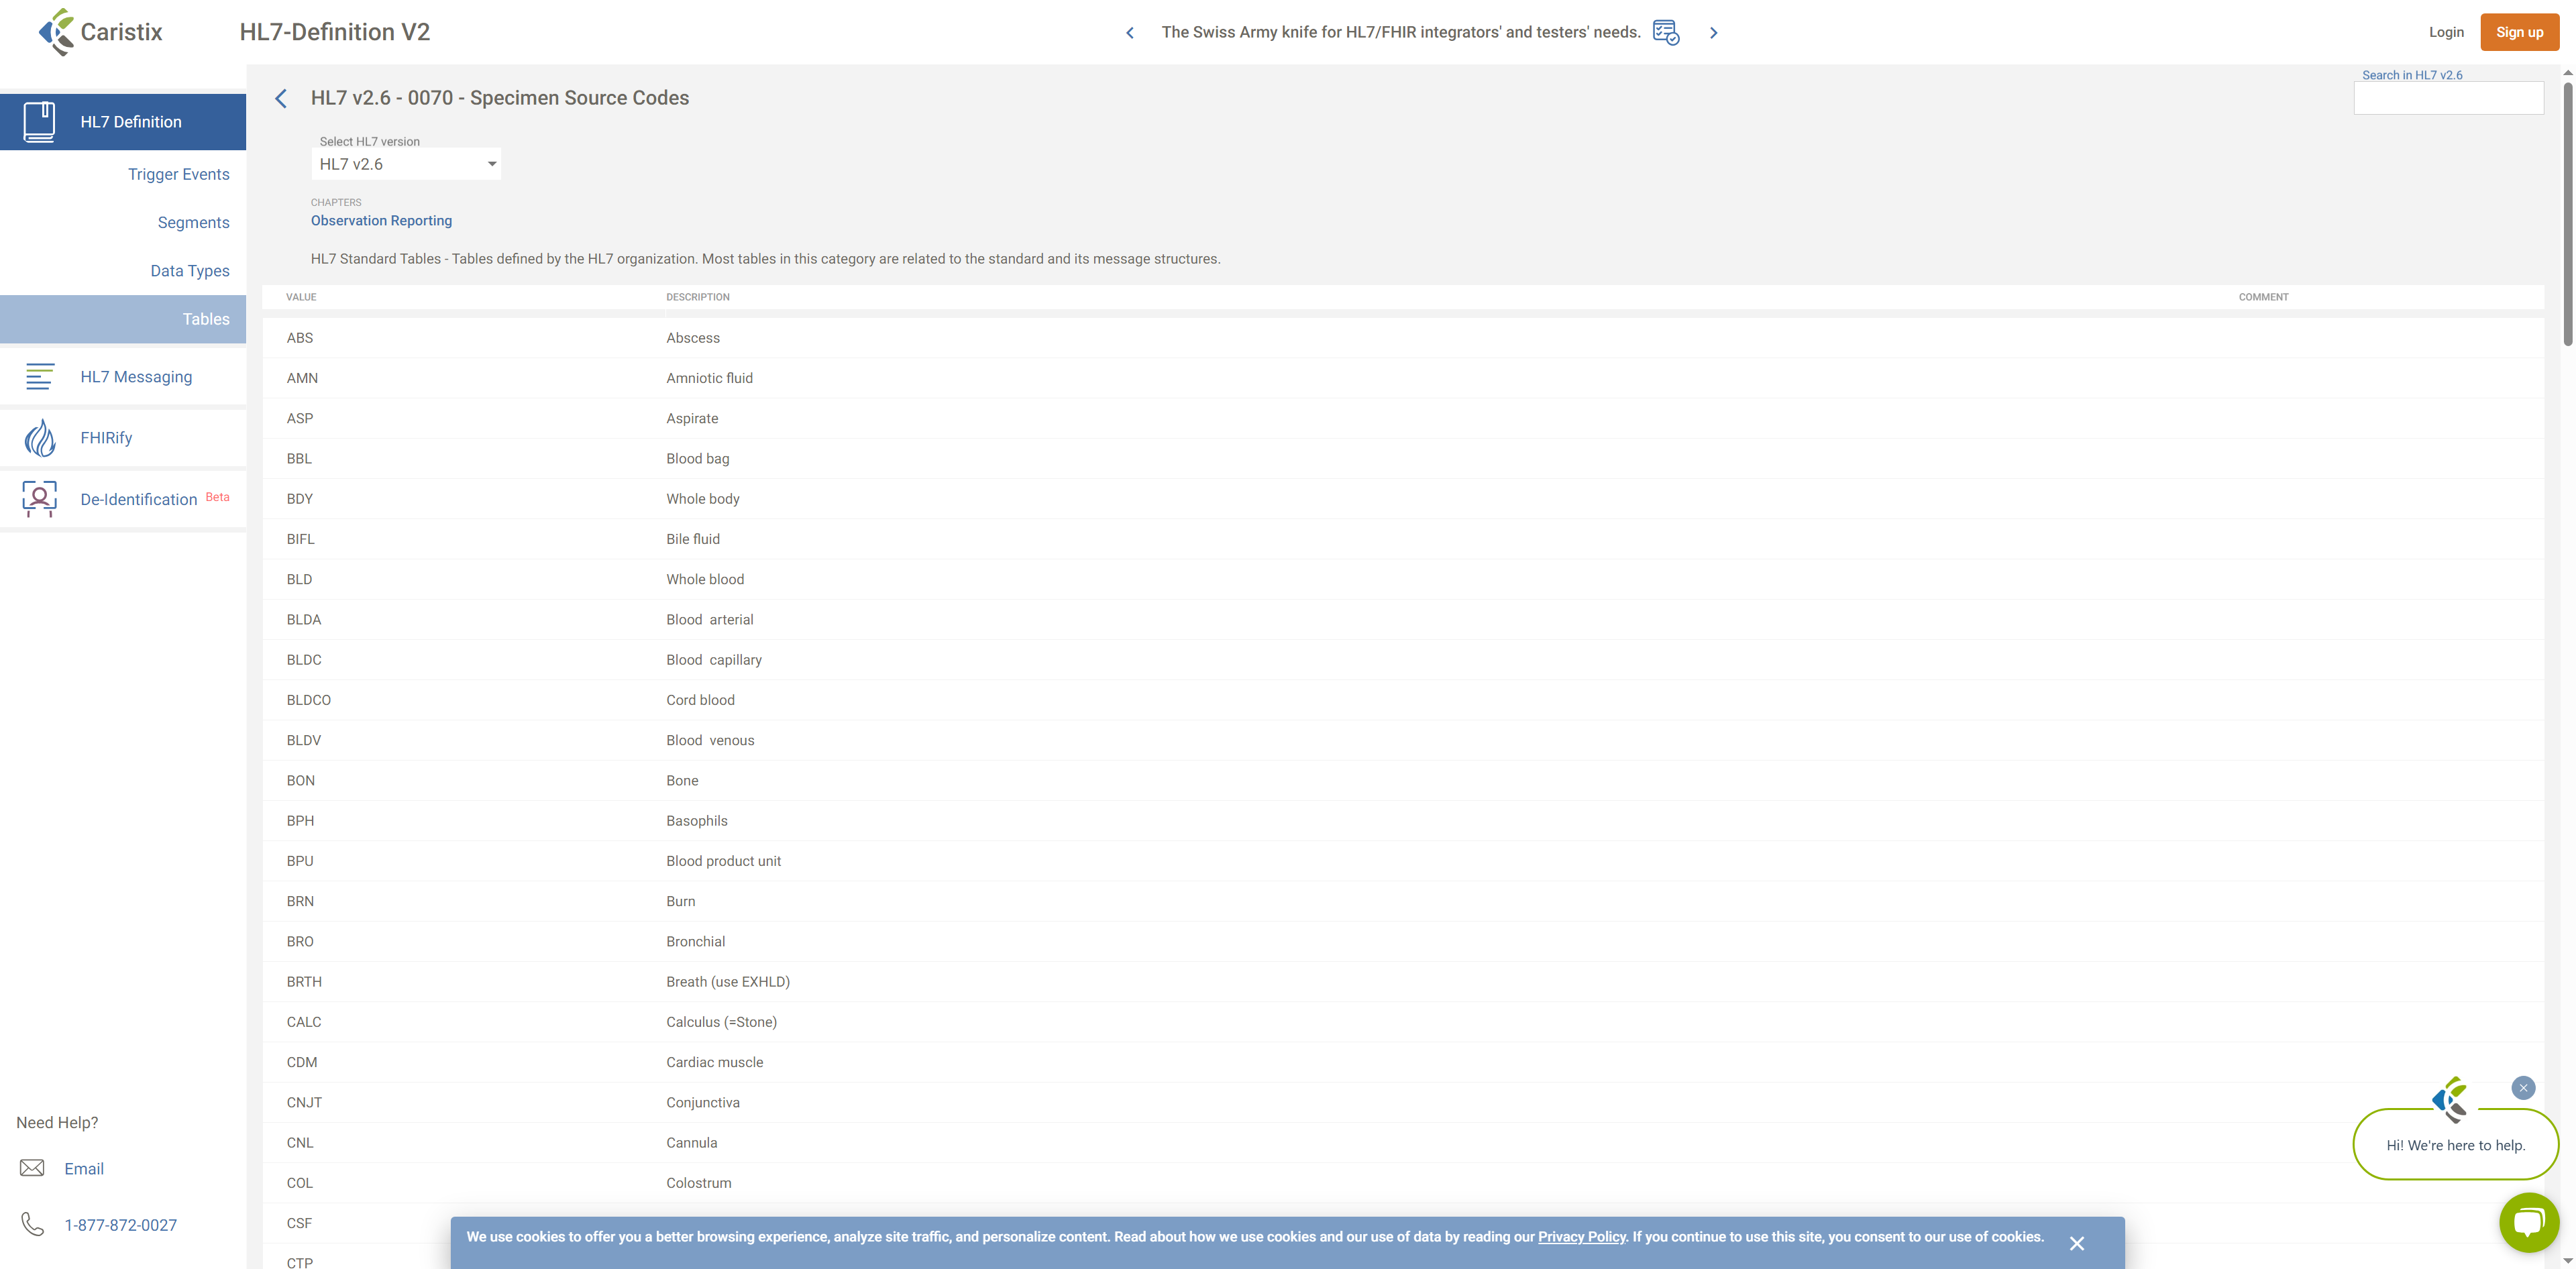 Caristix
HL7-Definition V2
The Swiss Army knife for HL7/FHIR integrators' and testers' needs.
Login
Sign up
HL7 Definition
Trigger Events
Segments
Data Types
Tables
HL7 Messaging
FHIRify
De-Identification Beta
Need Help?
Email
1-877-872-0027
HL7 v2.6 - 0070 - Specimen Source Codes
Search in HL7 v2.6
Select HL7 version
HL7 v2.6
CHAPTERS
Observation Reporting
HL7 Standard Tables - Tables defined by the HL7 organization. Most tables in this category are related to the standard and its message structures.
VALUE DESCRIPTION COMMENT
ABS Abscess
AMN Amniotic fluid
ASP Aspirate
BBL Blood bag
BDY Whole body
BIFL Bile fluid
BLD Whole blood
BLDA Blood  arterial
BLDC Blood  capillary
BLDCO Cord blood
BLDV Blood  venous
BON Bone
BPH Basophils
BPU Blood product unit
BRN Burn
BRO Bronchial
BRTH Breath (use EXHLD)
CALC Calculus (=Stone)
CDM Cardiac muscle
CNJT Conjunctiva
CNL Cannula
COL Colostrum
CSF
CTP
Hi! We're here to help.
We use cookies to offer you a better browsing experience, analyze site traffic, and personalize content. Read about how we use cookies and our use of data by reading our Privacy Policy. If you continue to use this site, you consent to our use of cookies.